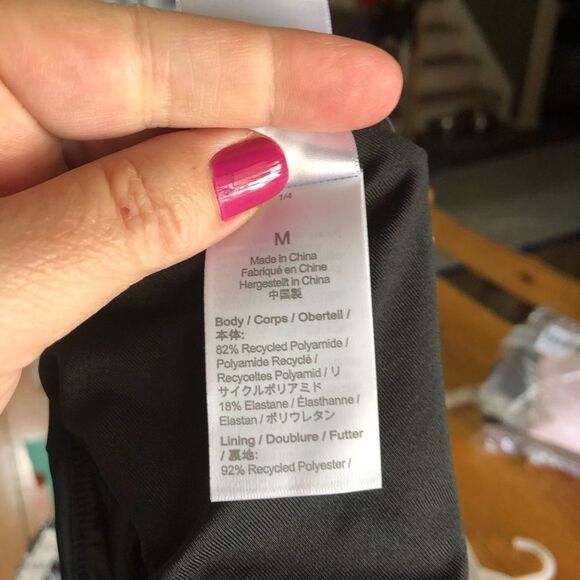 1/4
M
Made in China
Fabriqué en Chine
Hergestellt in China
中国製
Body / Corps / Oberteil /
本体:
82% Recycled Polyamide /
Polyamide Recyclé /
Recyceltes Polyamid / リ
サイクルポリアミド
18% Elastane / Élasthanne /
Elastan / ポリウレタン
Lining / Doublure / Futter
/ 裏地:
92% Recycled Polyester /